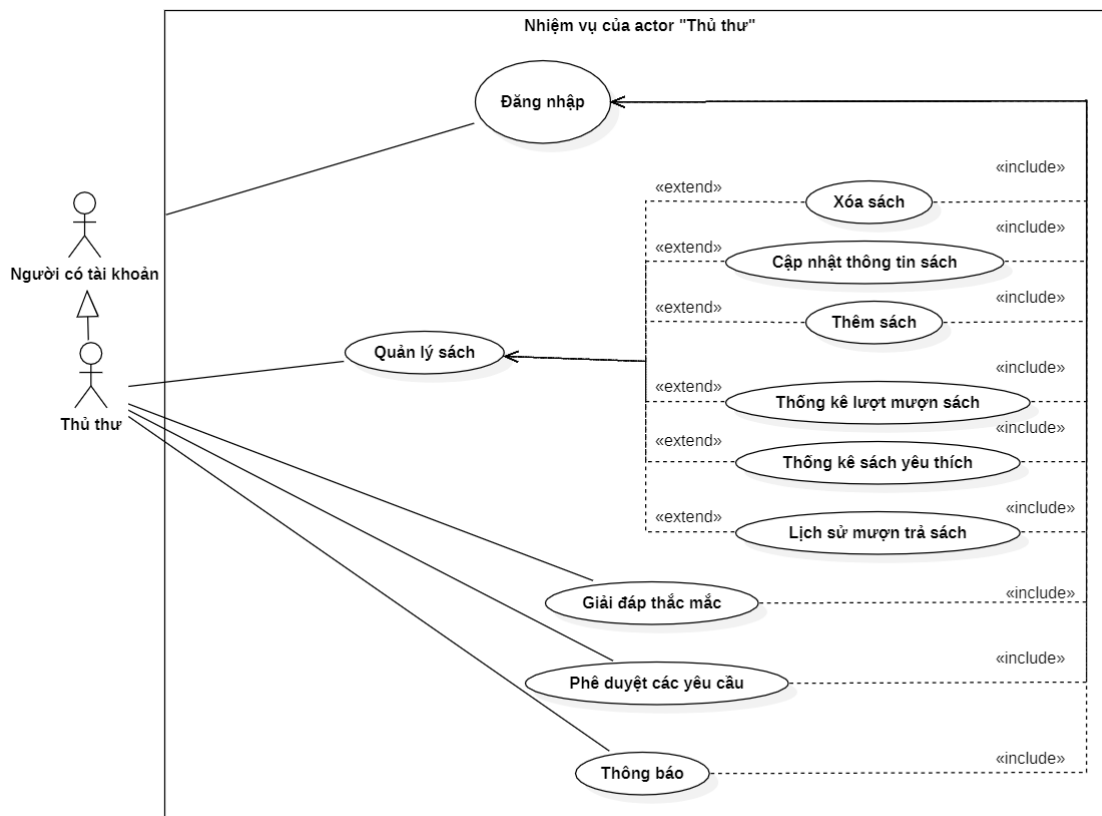 Nhiệm vụ của actor "Thủ thư"
Đăng nhập
«include»
«extend»
Xóa sách
«include»
«extend»
Cập nhật thông tin sách
Người có tài khoản
«include»
«extend»
Thêm sách
Quản lý sách
«include»
«extend»
Thống kê lượt mượn sách
Thủ thư
«include»
«extend»
Thống kê sách yêu thích
«include»
«extend»
Lịch sử mượn trả sách
«include»
Giải đáp thắc mắc
«include»
Phê duyệt các yêu cầu
«include»
Thông báo